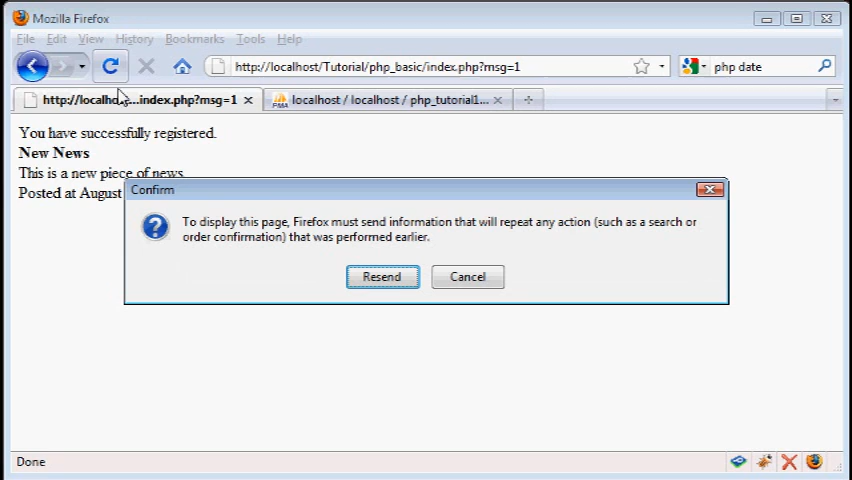 Mozilla Firefox
File Edit View History Bookmarks Tools Help
http://localhost/Tutorial/php_basic/index.php?msg=1
php date
http://localho...index.php?msg=1
PMA
localhost / localhost / php_tutorial1...
You have successfully registered.
New News
This is a new piece of news.
Posted at August
Confirm
To display this page, Firefox must send information that will repeat any action (such as a search or
order confirmation) that was performed earlier.
Resend
Cancel
Done